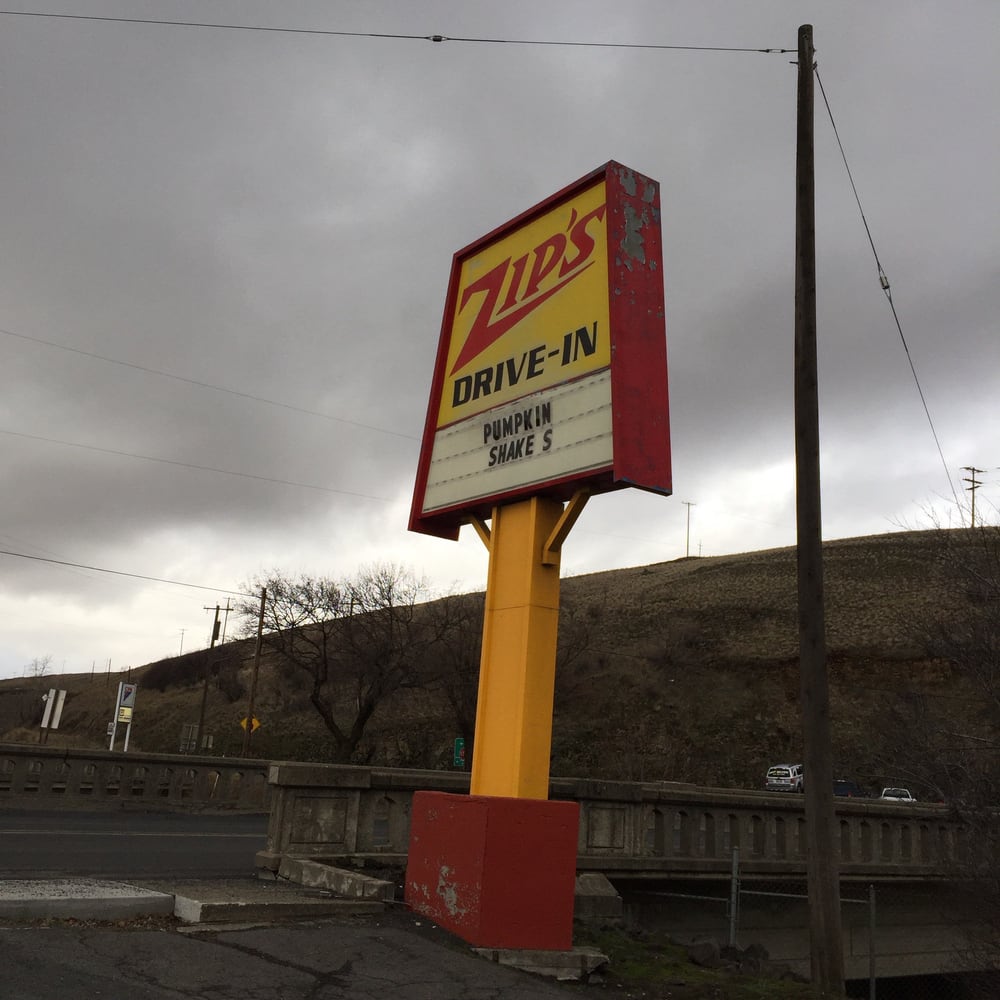 ZIP'S
DRIVE-IN
PUMPKIN
SHAKE S